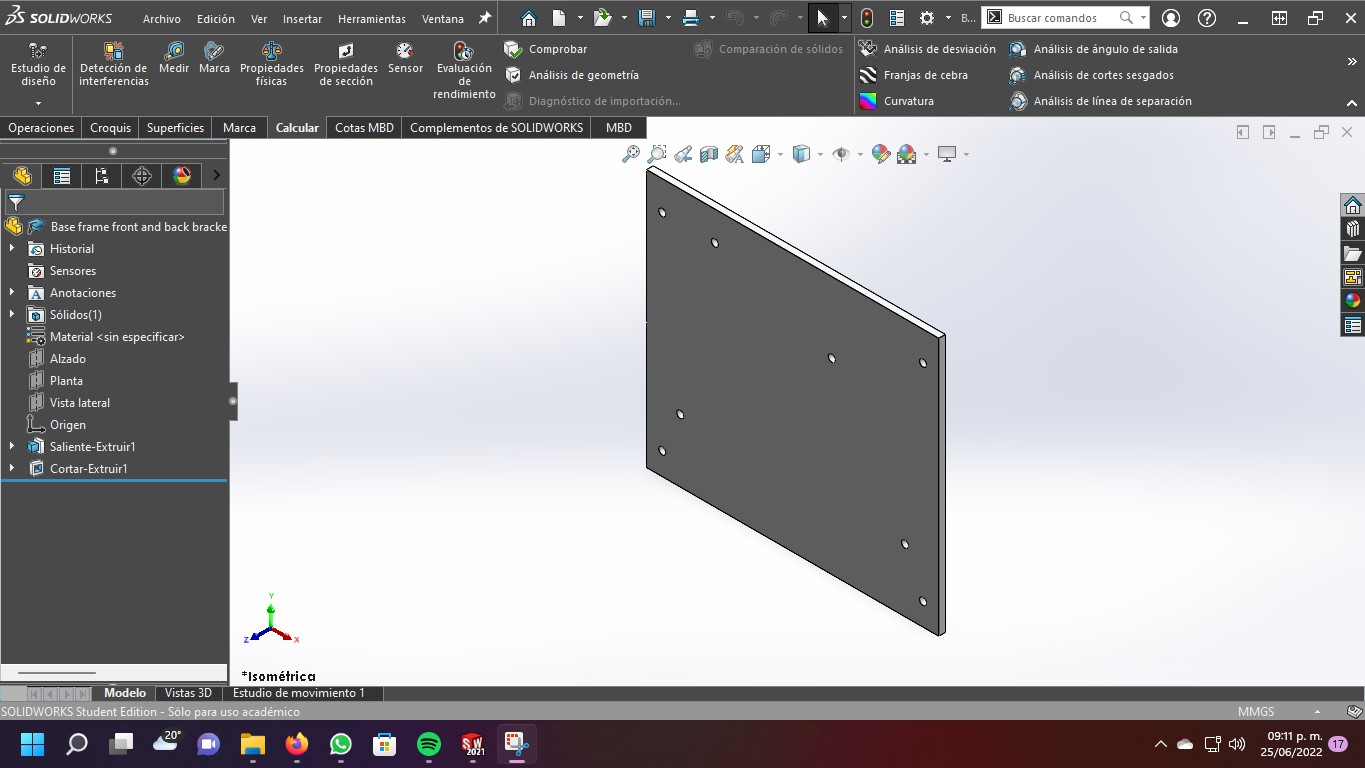 SOLIDWORKS
Archivo Edición Ver Insertar Herramientas Ventana
B...
Buscar comandos
Estudio de
diseño
Detección de
interferencias
Medir
Marca
Propiedades
físicas
Propiedades
de sección
Sensor
Evaluación
de
rendimiento
Comprobar
Análisis de geometría
Diagnóstico de importación...
Comparación de sólidos
Análisis de desviación
Franjas de cebra
Curvatura
Análisis de ángulo de salida
Análisis de cortes sesgados
Análisis de línea de separación
Operaciones Croquis Superficies Marca Calcular Cotas MBD Complementos de SOLIDWORKS MBD
Base frame front and back bracke
Historial
Sensores
Anotaciones
Sólidos(1)
Material <sin especificar>
Alzado
Planta
Vista lateral
Origen
Saliente-Extruir1
Cortar-Extruir1
Y
Z
X
*Isométrica
Modelo Vistas 3D Estudio de movimiento 1
SOLIDWORKS Student Edition - Sólo para uso académico
MMGS
20°
SW
2021
09:11 p. m.
25/06/2022
17